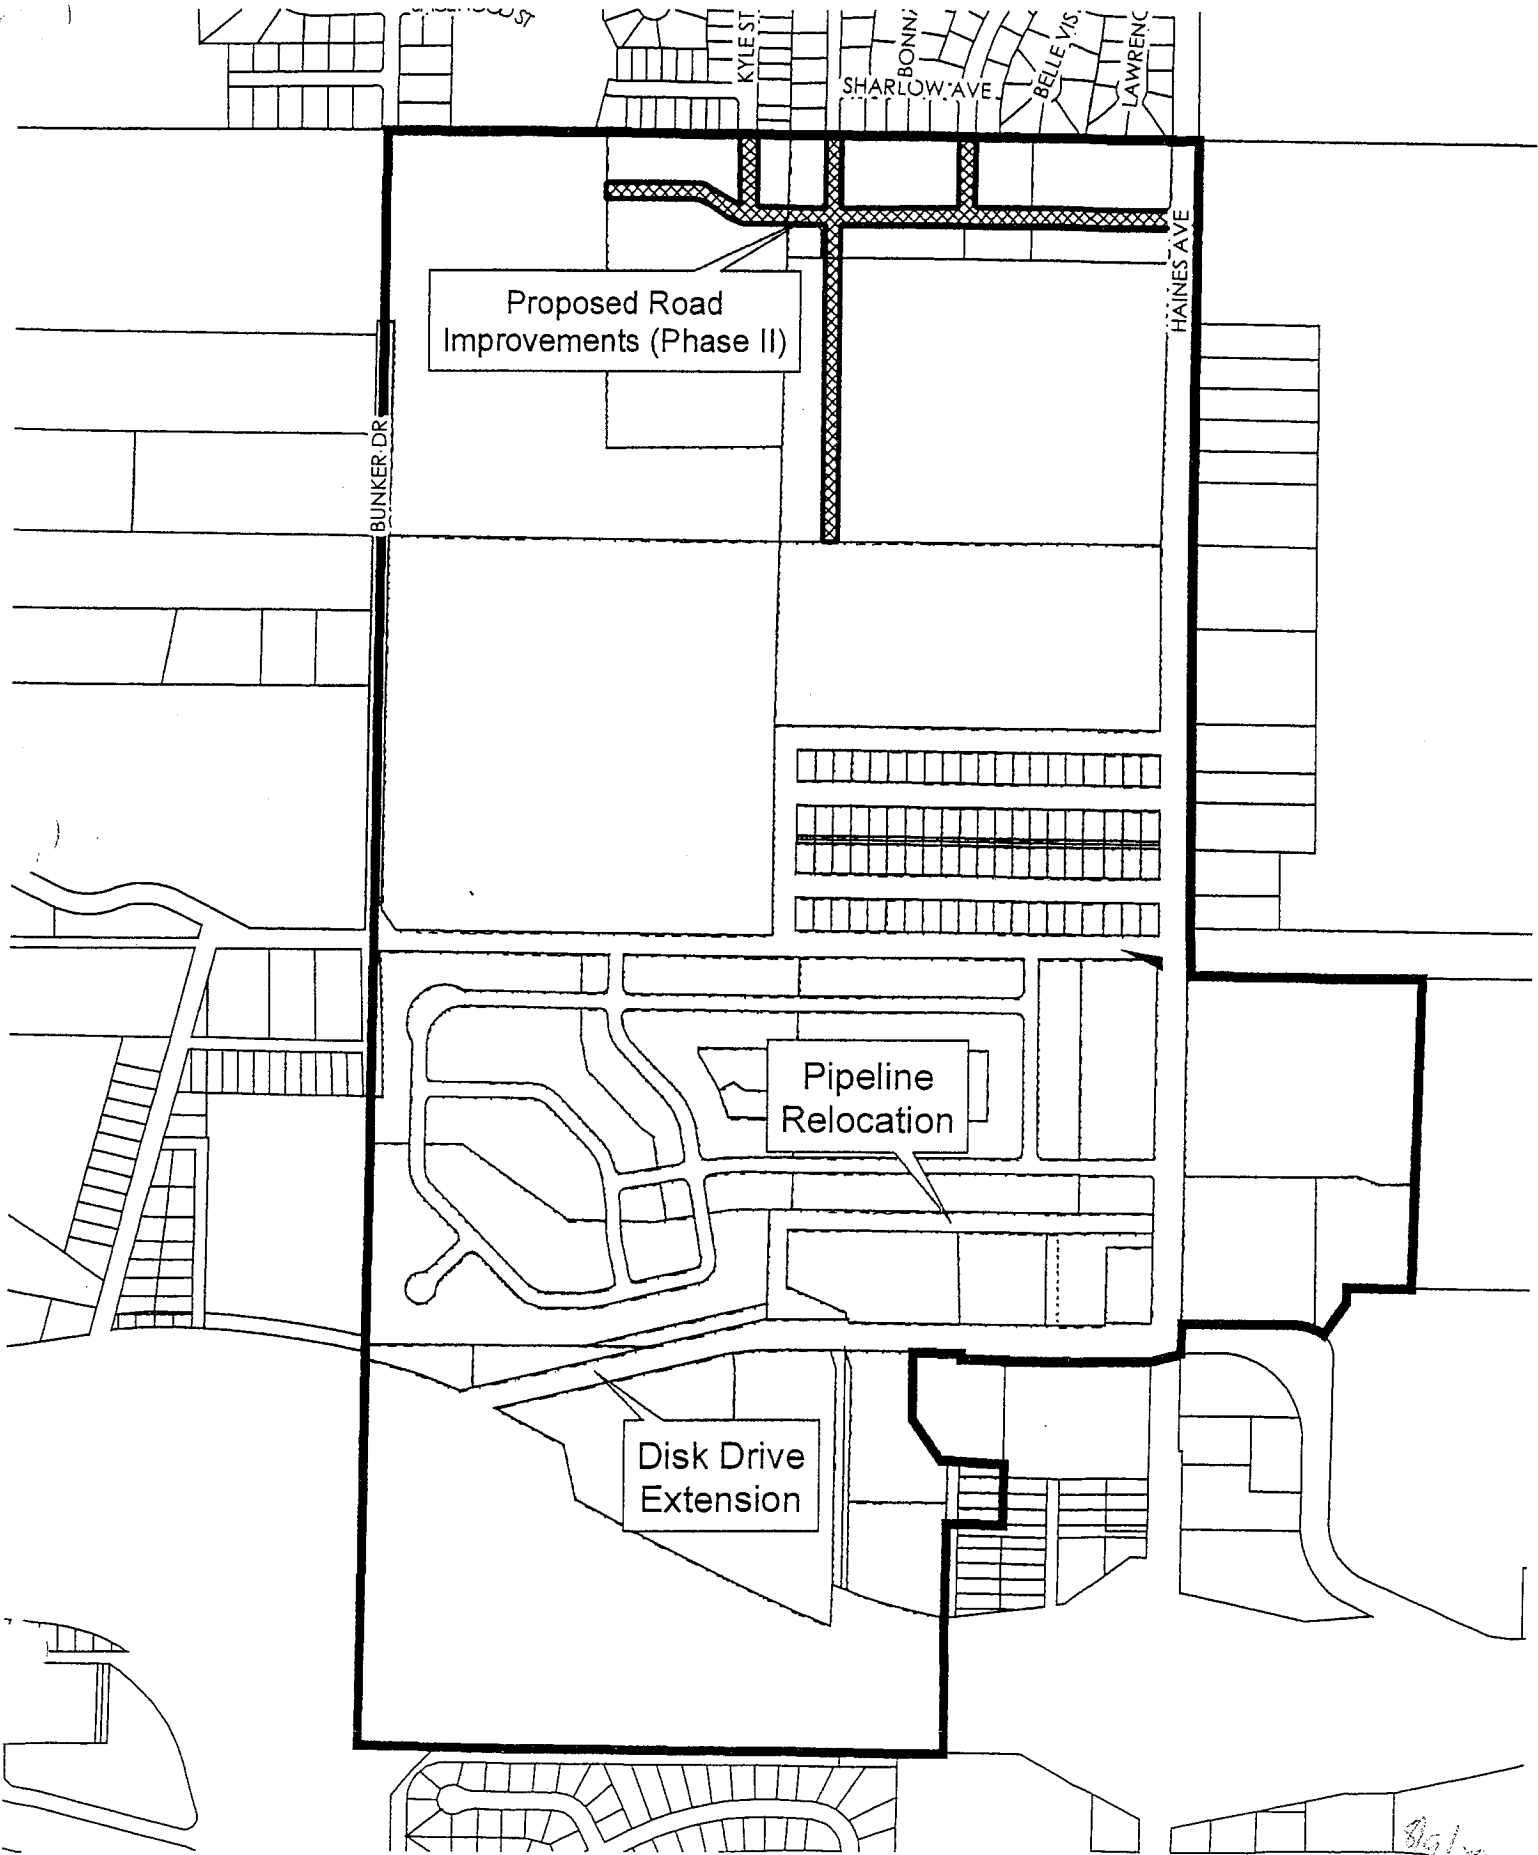 KYLE ST
BONNA
SHARLOW AVE
BELLE VIS
LAWRENC
HAINES AVE
Proposed Road
Improvements (Phase II)
BUNKER DR
Pipeline
Relocation
Disk Drive
Extension